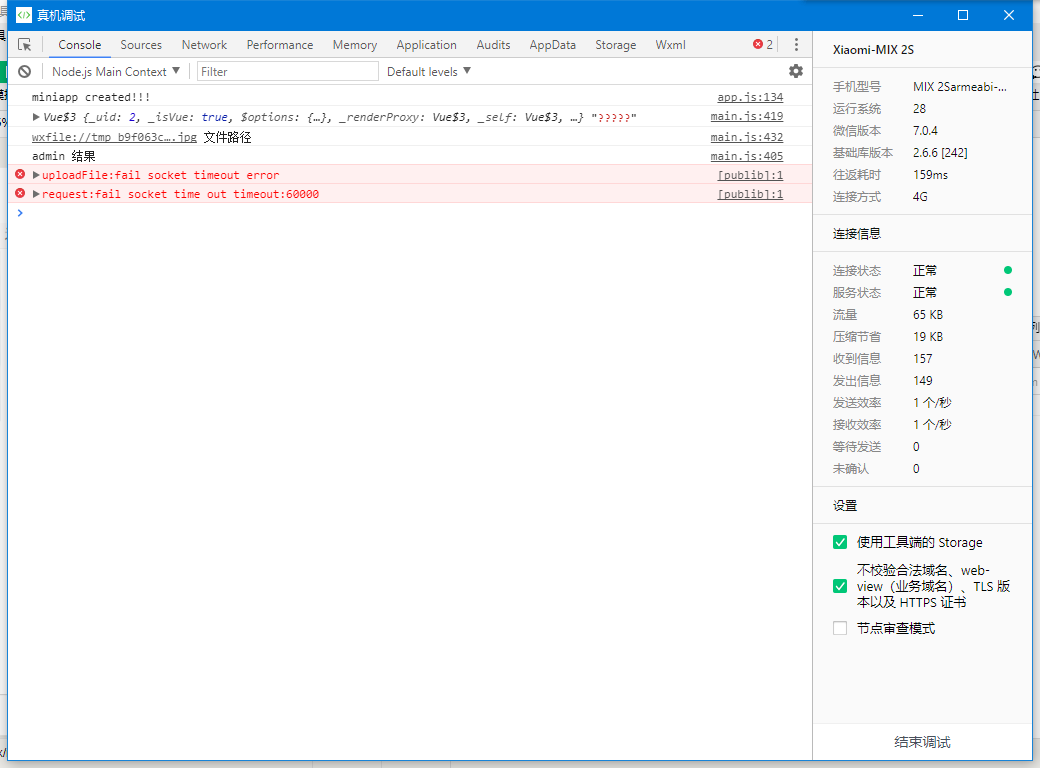 真机调试
Console Sources Network Performance Memory Application Audits AppData Storage Wxml 2
Node.js Main Context ▼ Filter Default levels ▼
miniapp created!!! app.js:134
▶Vue$3 {_uid: 2, _isVue: true, $options: {…}, _renderProxy: Vue$3, _self: Vue$3, …} "?????" main.js:419
wxfile://tmp_b9f063c….jpg 文件路径 main.js:432
admin 结果 main.js:405
▶uploadFile:fail socket timeout error [publib]:1
▶request:fail socket time out timeout:60000 [publib]:1
>
Xiaomi-MIX 2S
手机型号 MIX 2Sarmeabi-...
运行系统 28
微信版本 7.0.4
基础库版本 2.6.6 [242]
往返耗时 159ms
连接方式 4G
连接信息
连接状态 正常
服务状态 正常
流量 65 KB
压缩节省 19 KB
收到信息 157
发出信息 149
发送效率 1 个/秒
接收效率 1 个/秒
等待发送 0
未确认 0
设置
使用工具端的 Storage
不校验合法域名、web-
view（业务域名）、TLS 版
本以及 HTTPS 证书
节点审查模式
结束调试